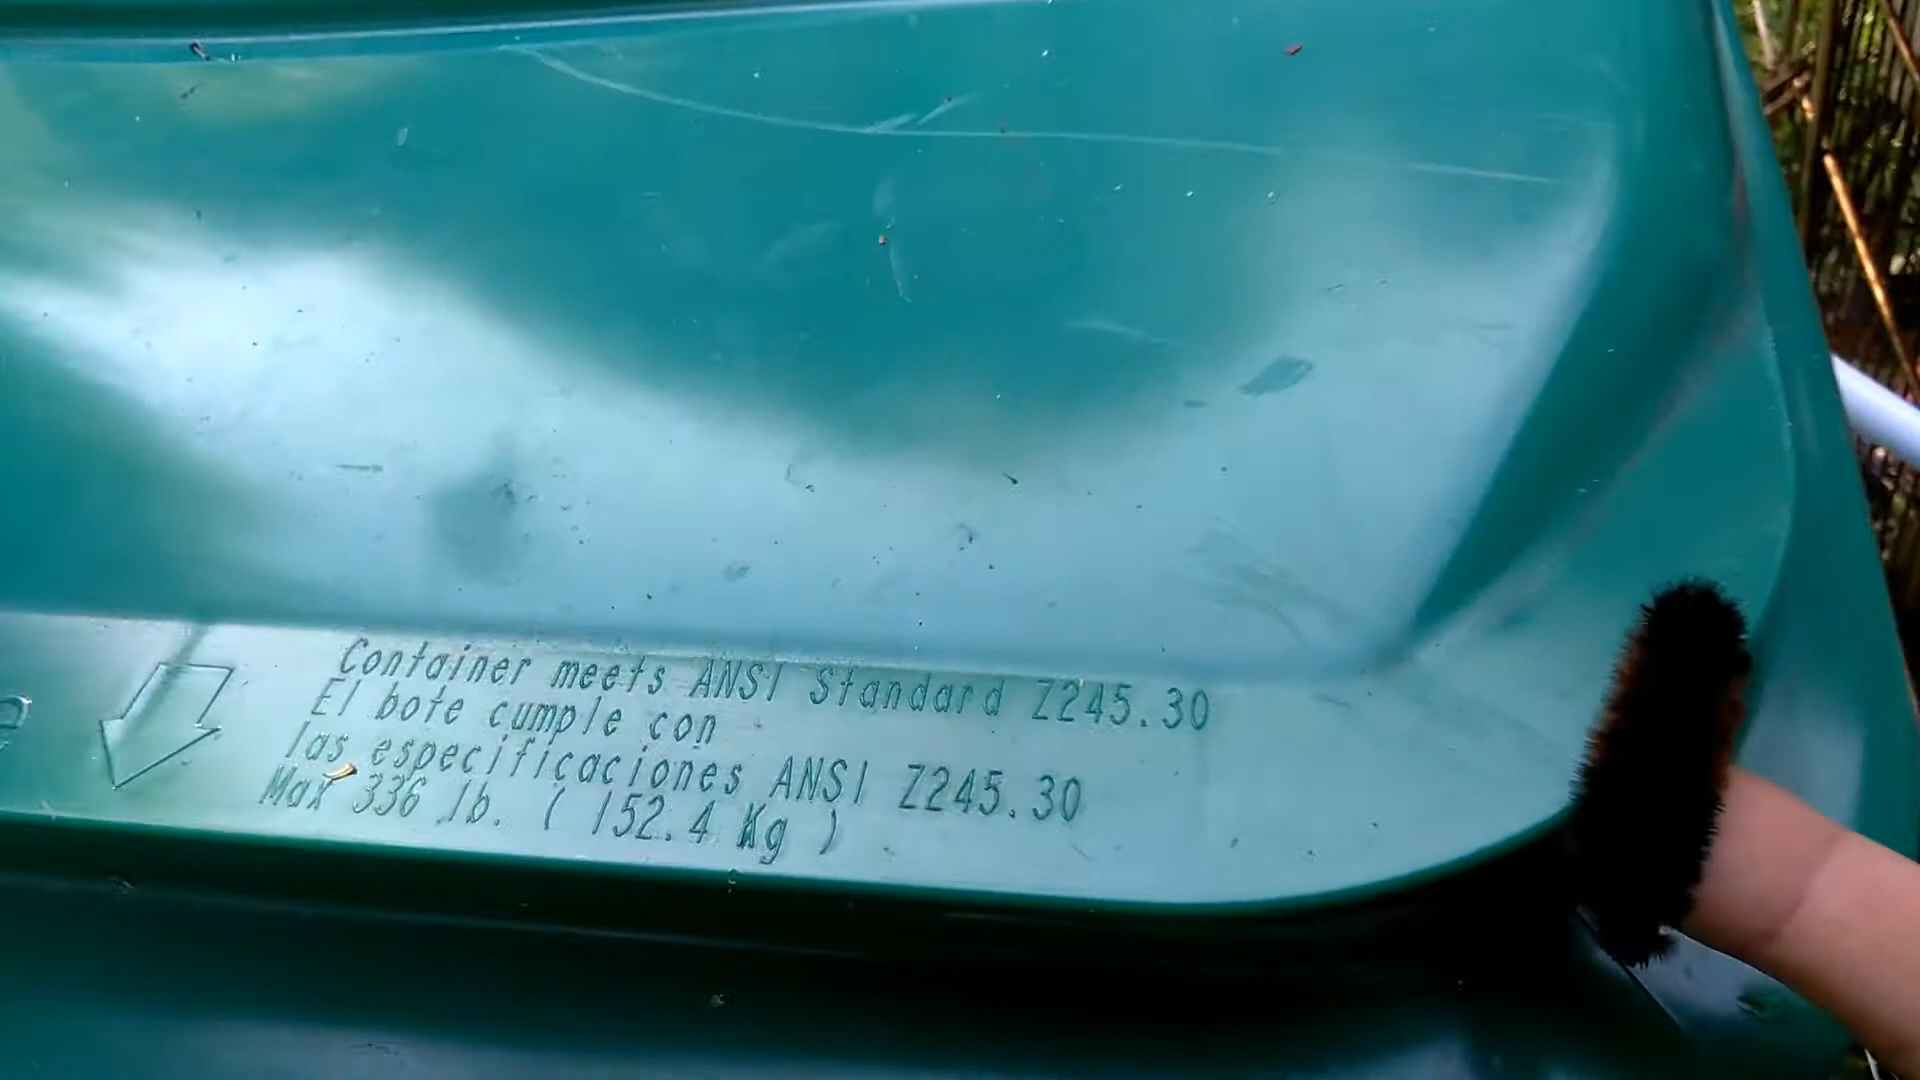 Container meets ANSI Standard Z245.30
El bote cumple con
las especificaciones ANSI Z245.30
Max 336 lb. ( 152.4 Kg )